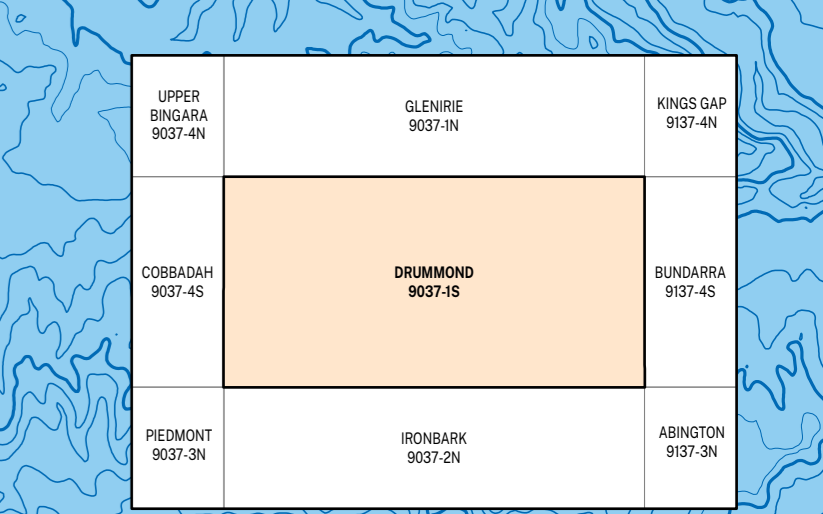 UPPER
BINGARA
9037-4N
GLENIRIE
9037-1N
KINGS GAP
9137-4N
COBBADAH
9037-4S
DRUMMOND
9037-1S
BUNDARRA
9137-4S
PIEDMONT
9037-3N
IRONBARK
9037-2N
ABINGTON
9137-3N